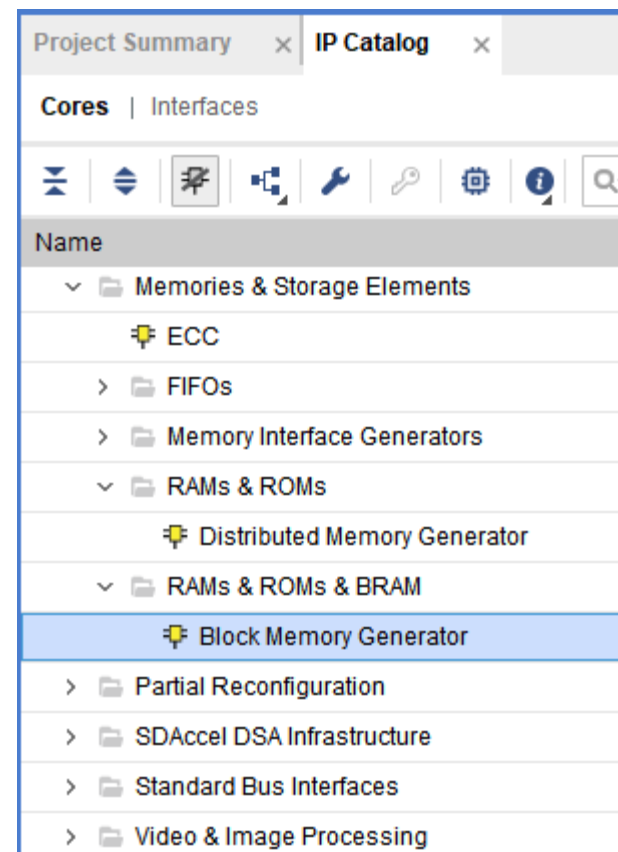 Project Summary × IP Catalog ×
Cores | Interfaces
Name
Memories & Storage Elements
ECC
FIFOs
Memory Interface Generators
RAMs & ROMs
Distributed Memory Generator
RAMs & ROMs & BRAM
Block Memory Generator
Partial Reconfiguration
SDAccel DSA Infrastructure
Standard Bus Interfaces
Video & Image Processing